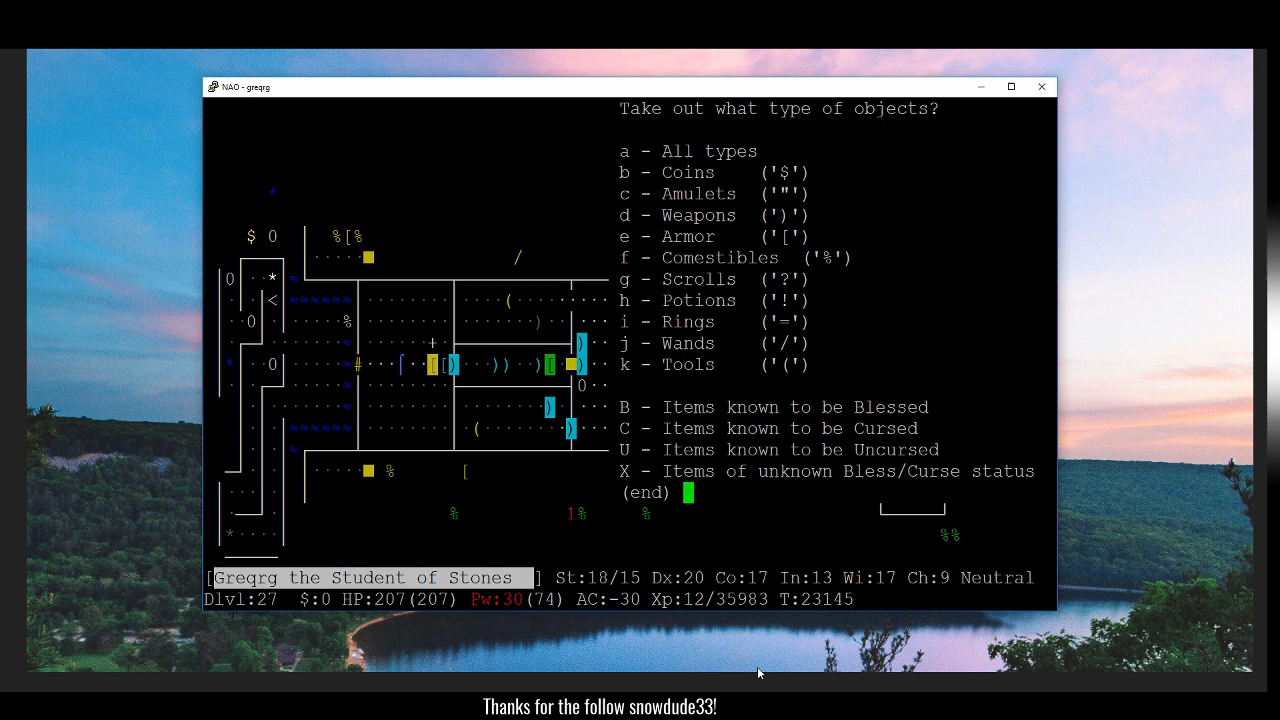 NAO - greqrg
Take out what type of objects?
a - All types
b - Coins ('$')
c - Amulets ('"')
d - Weapons (')')
e - Armor ('[')
f - Comestibles ('%')
g - Scrolls ('?')
h - Potions ('!')
i - Rings ('=')
j - Wands ('/')
k - Tools ('(')
B - Items known to be Blessed
C - Items known to be Cursed
U - Items known to be Uncursed
X - Items of unknown Bless/Curse status
(end)
[Greqrg the Student of Stones ] St:18/15 Dx:20 Co:17 In:13 Wi:17 Ch:9 Neutral
Dlvl:27 $:0 HP:207(207) Pw:30(74) AC:-30 Xp:12/35983 T:23145
Thanks for the follow snowdude33!